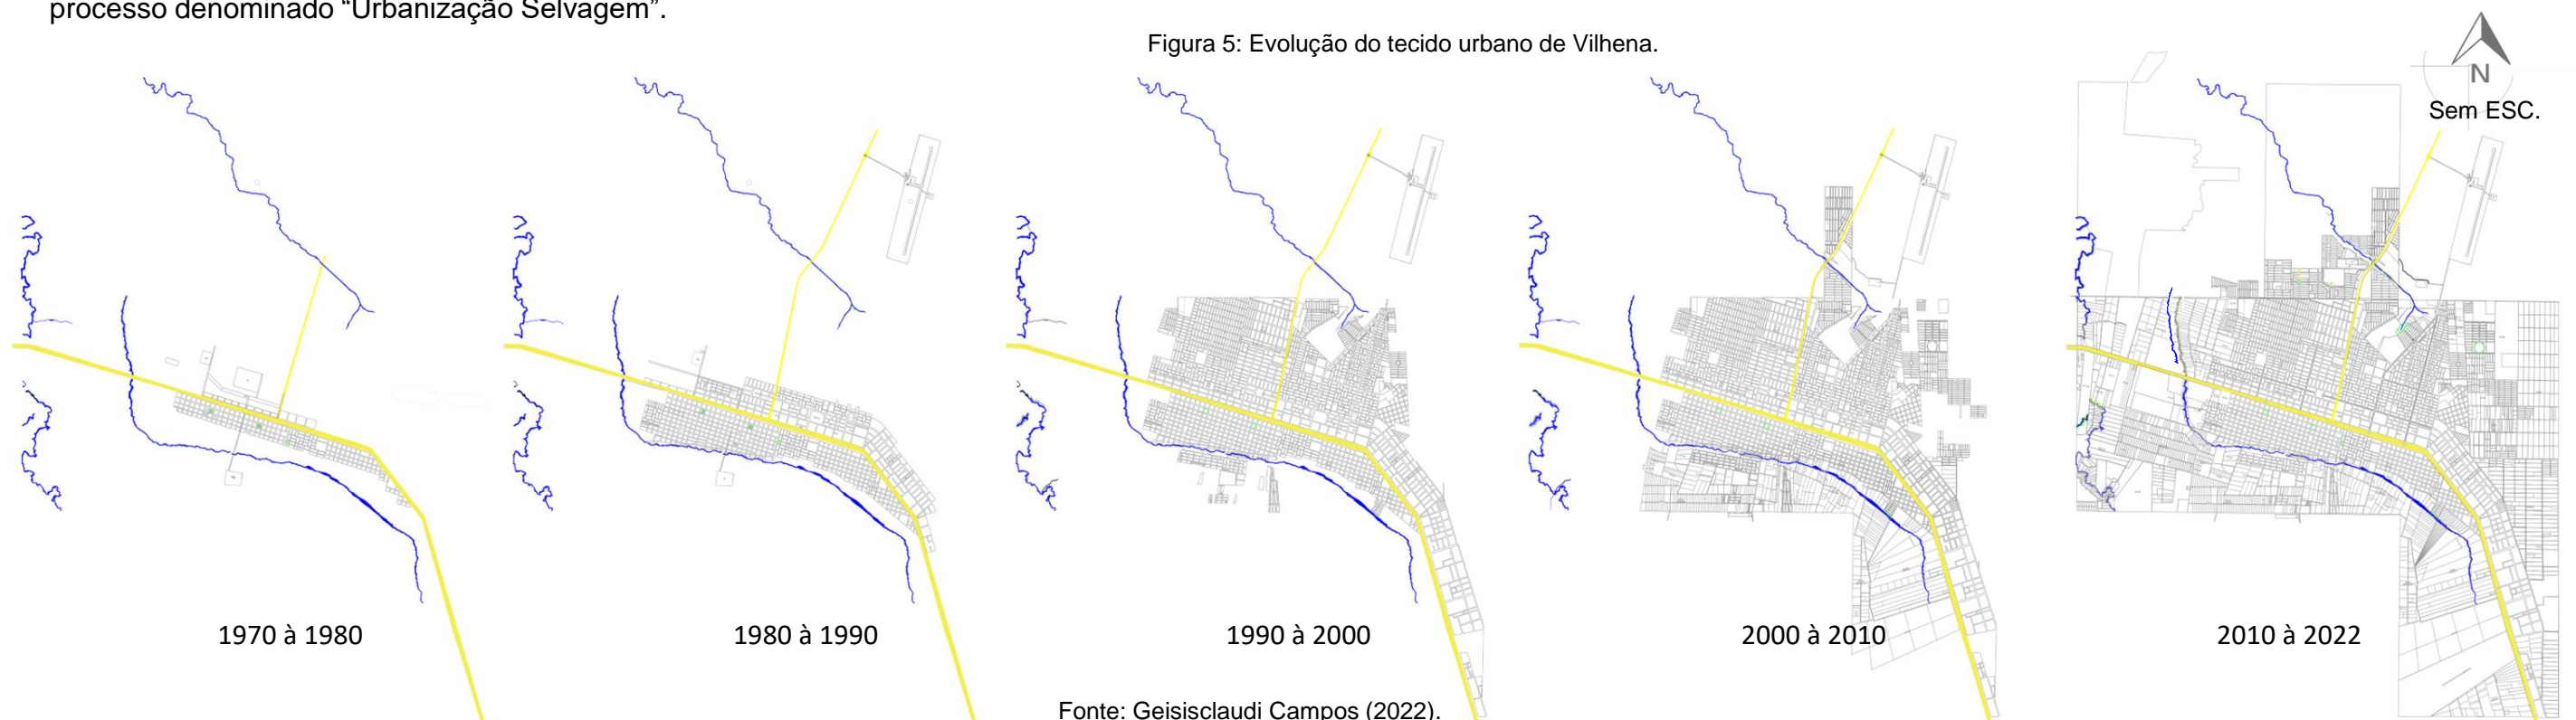 processo denominado “Urbanização Selvagem”.
Figura 5: Evolução do tecido urbano de Vilhena.
N
Sem ESC.
1970 à 1980
1980 à 1990
1990 à 2000
2000 à 2010
2010 à 2022
Fonte: Geisisclaudi Campos (2022).